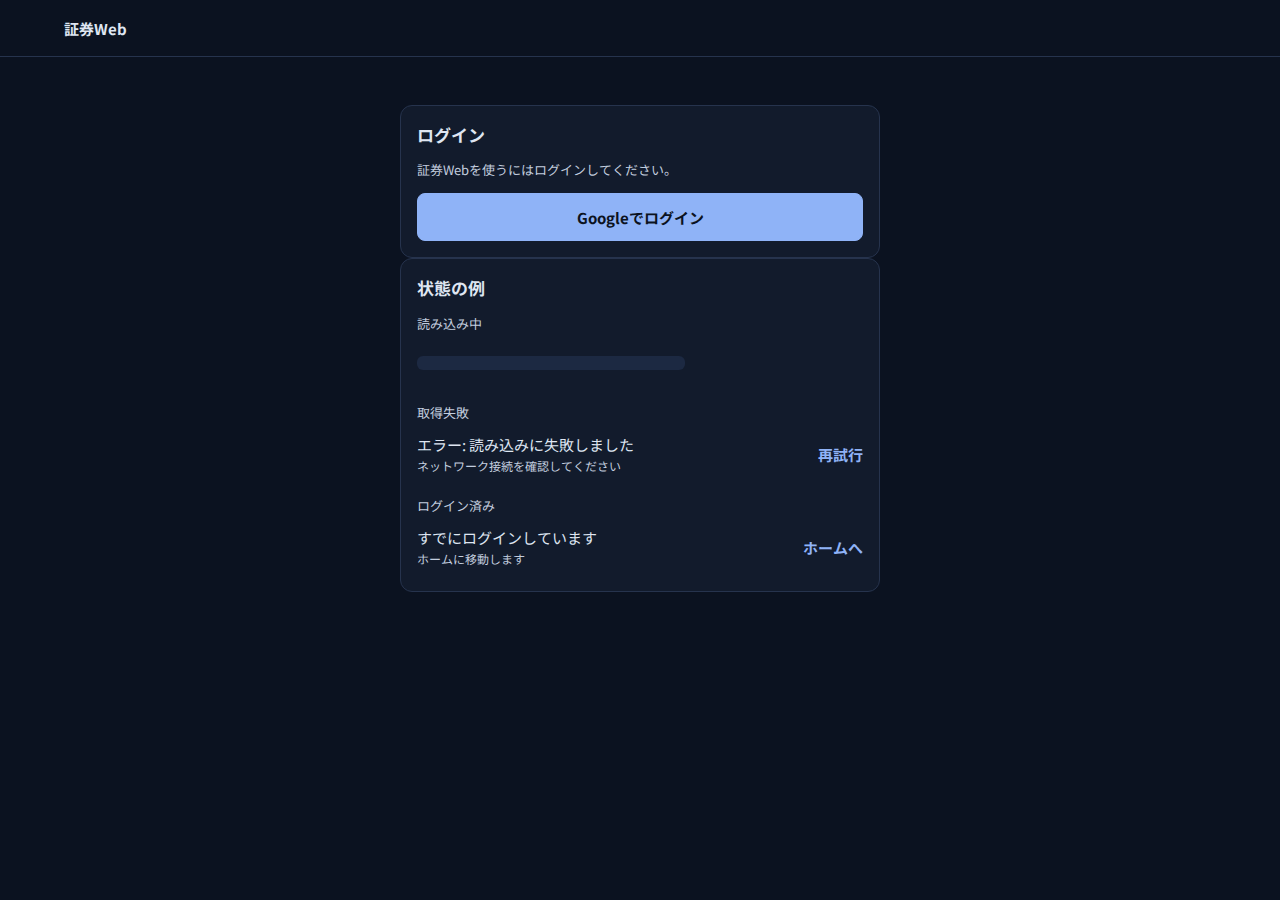 証券Web
ログイン
証券Webを使うにはログインしてください。
Googleでログイン
状態の例
読み込み中
取得失敗
エラー: 読み込みに失敗しました
ネットワーク接続を確認してください
再試行
ログイン済み
すでにログインしています
ホームに移動します
ホームへ